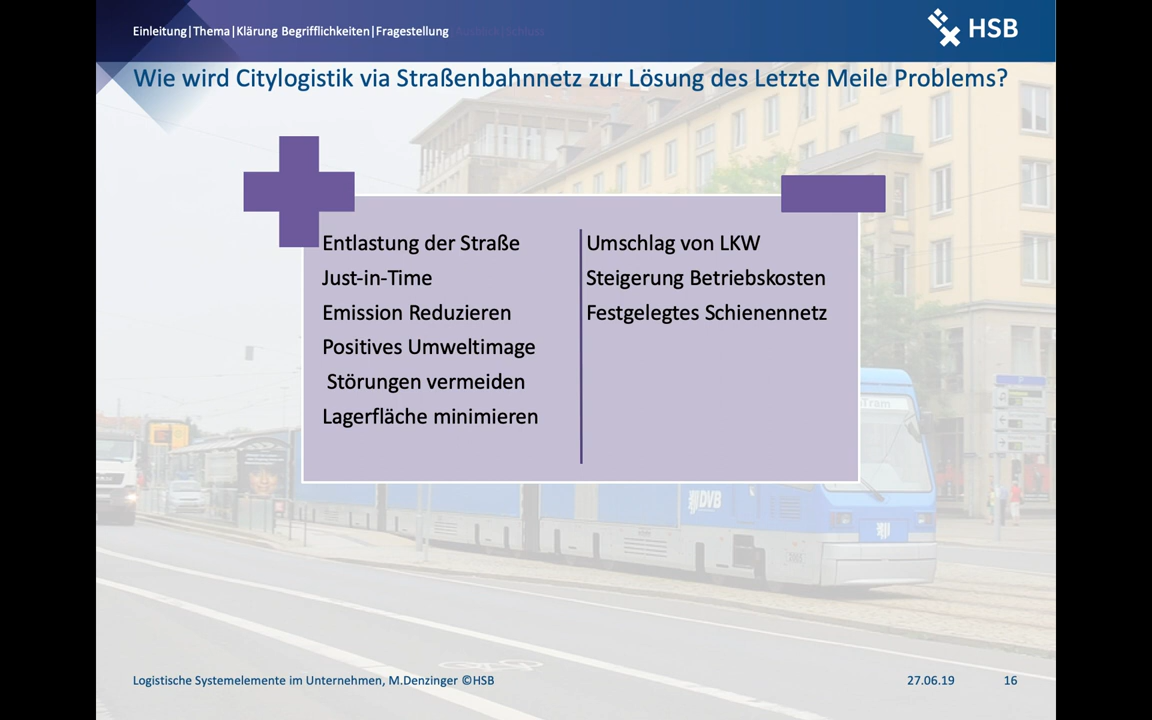 Einleitung|Thema|Klärung Begrifflichkeiten|Fragestellung
HSB
Wie wird Citylogistik via Straßenbahnnetz zur Lösung des Letzte Meile Problems?
Entlastung der Straße
Just-in-Time
Emission Reduzieren
Positives Umweltimage
Störungen vermeiden
Lagerfläche minimieren
Umschlag von LKW
Steigerung Betriebskosten
Festgelegtes Schienennetz
DVB
Logistische Systemelemente im Unternehmen, M.Denzinger ©HSB
27.06.19
16